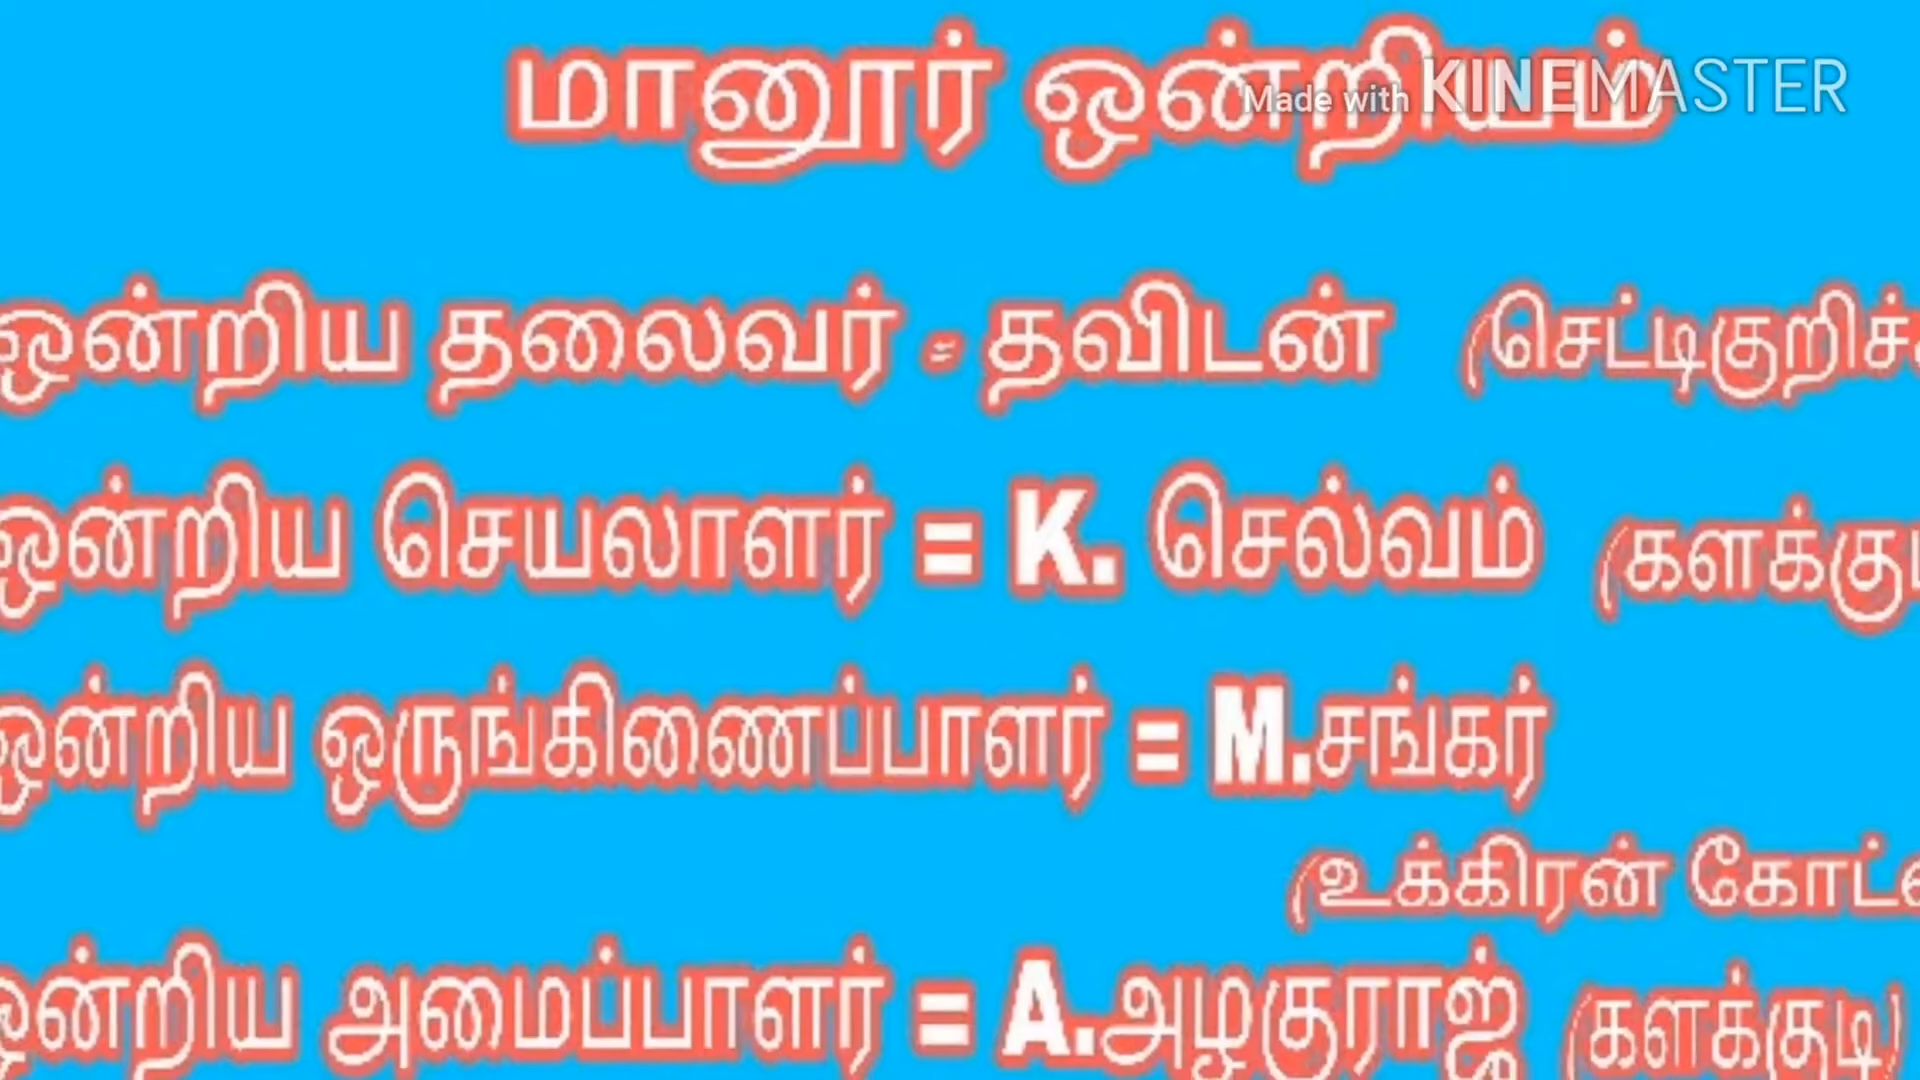 மானூர் ஒன்றியம்
Made with KINEMASTER
ஒன்றிய தலைவர் = தவிடன் (செட்டிகுறிச்
ஒன்றிய செயலாளர் = K. செல்வம் (களக்குடி
ஒன்றிய ஒருங்கிணைப்பாளர் = M.சங்கர்
(உக்கிரன் கோட்
ஒன்றிய அமைப்பாளர் = A.அழகுராஜ் (களக்குடி)